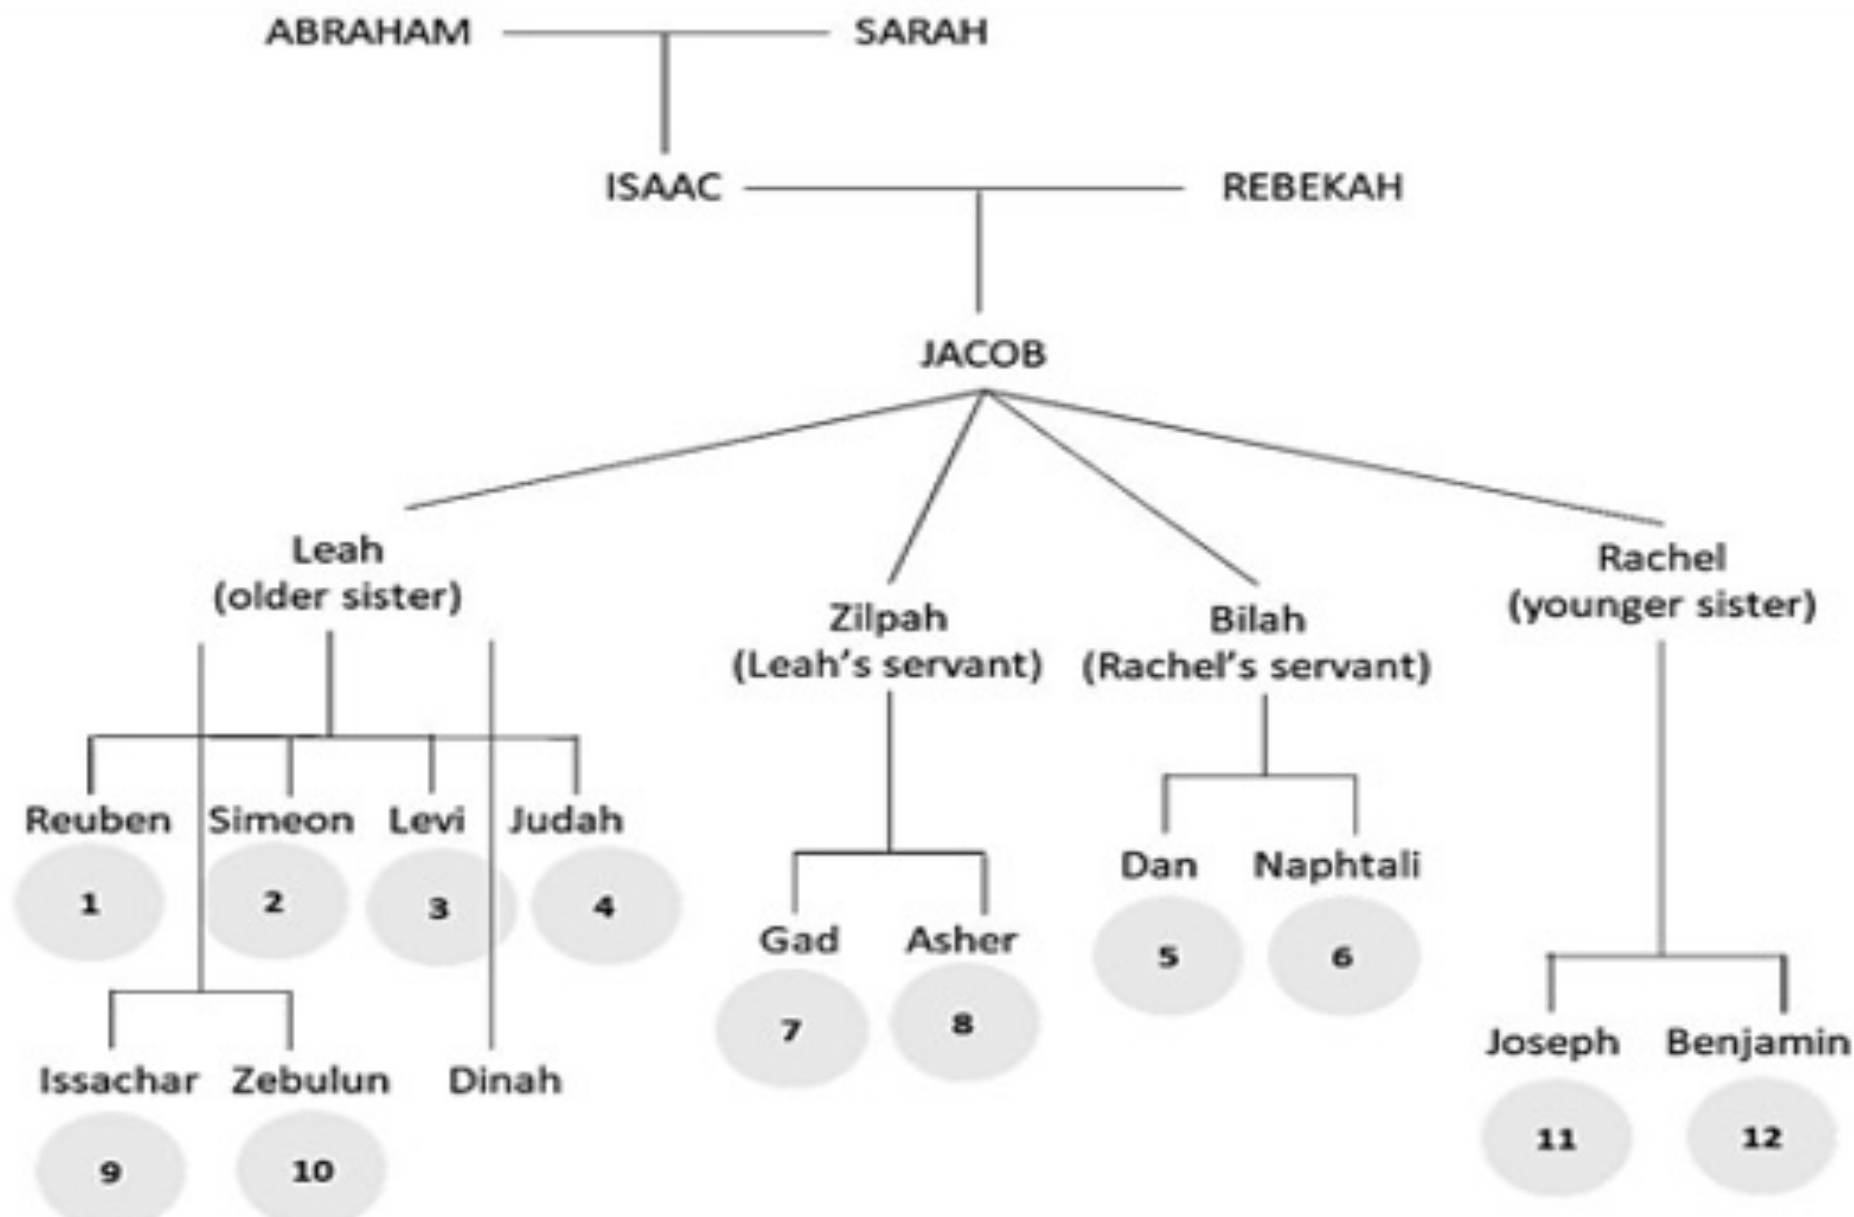 ABRAHAM SARAH
ISAAC REBEKAH
JACOB
Leah
(older sister)
Zilpah
(Leah's servant)
Bilah
(Rachel's servant)
Rachel
(younger sister)
Reuben Simeon Levi Judah
1 2 3 4
Dan Naphtali
5 6
Gad Asher
7 8
Issachar Zebulun Dinah
9 10
Joseph Benjamin
11 12